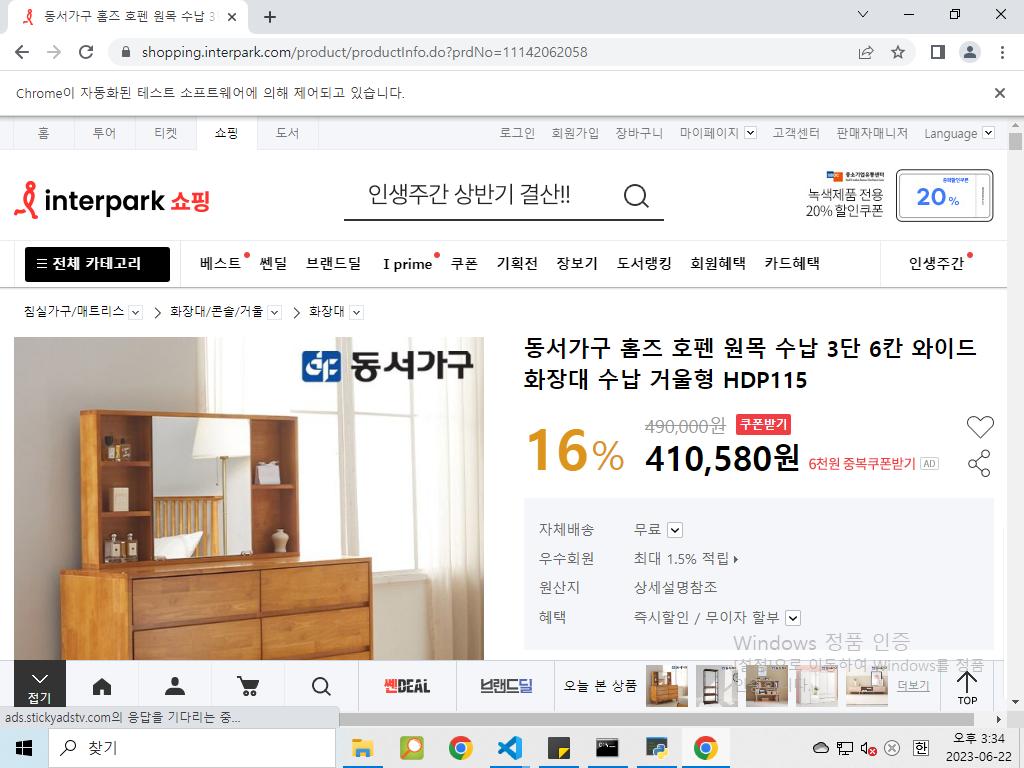 동서가구 홈즈 호펜 원목 수납 3
shopping.interpark.com/product/productInfo.do?prdNo=11142062058
Chrome이 자동화된 테스트 소프트웨어에 의해 제어되고 있습니다.
홈 투어 티켓 쇼핑 도서 로그인 회원가입 장바구니 마이페이지 고객센터 판매자매니저 Language
interpark 쇼핑
인생주간 상반기 결산!!
중소기업유통센터
녹색제품 전용
20% 할인쿠폰
중복할인쿠폰
20%
전체 카테고리 베스트 쎈딜 브랜드딜 I prime 쿠폰 기획전 장보기 도서랭킹 회원혜택 카드혜택 인생주간
침실가구/매트리스 화장대/콘솔/거울 화장대
동서가구
동서가구 홈즈 호펜 원목 수납 3단 6칸 와이드
화장대 수납 거울형 HDP115
16%
490,000원 쿠폰받기
410,580원 6천원 중복쿠폰받기 AD
자체배송 무료
우수회원 최대 1.5% 적립
원산지 상세설명참조
혜택 즉시할인 / 무이자 할부
Windows 정품 인증
[설정]으로 이동하여 Windows를 정품
접기
쎈DEAL
브랜드딜
오늘 본 상품
더보기
TOP
ads.stickyadstv.com의 응답을 기다리는 중...
찾기
한
오후 3:34
2023-06-22